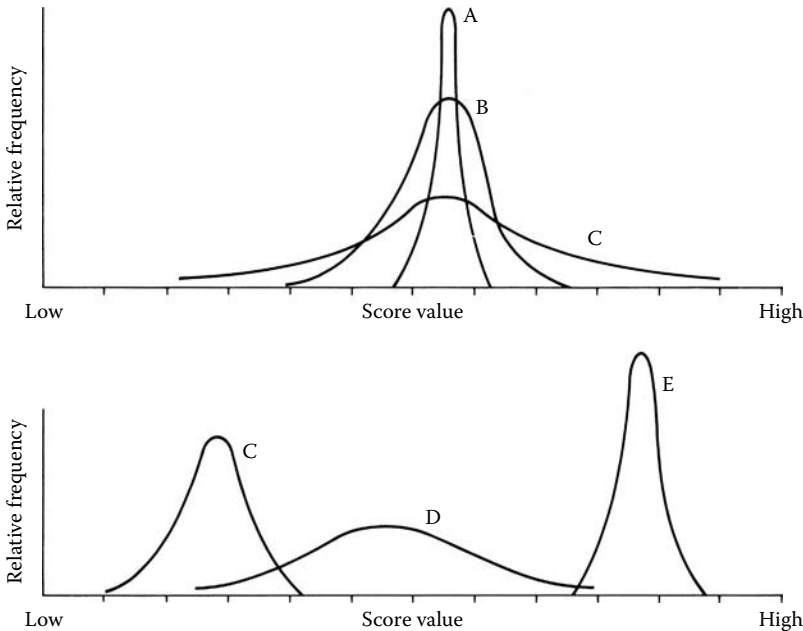 A
B
C
Relative frequency
Low Score value High
C
D
E
Relative frequency
Low Score value High